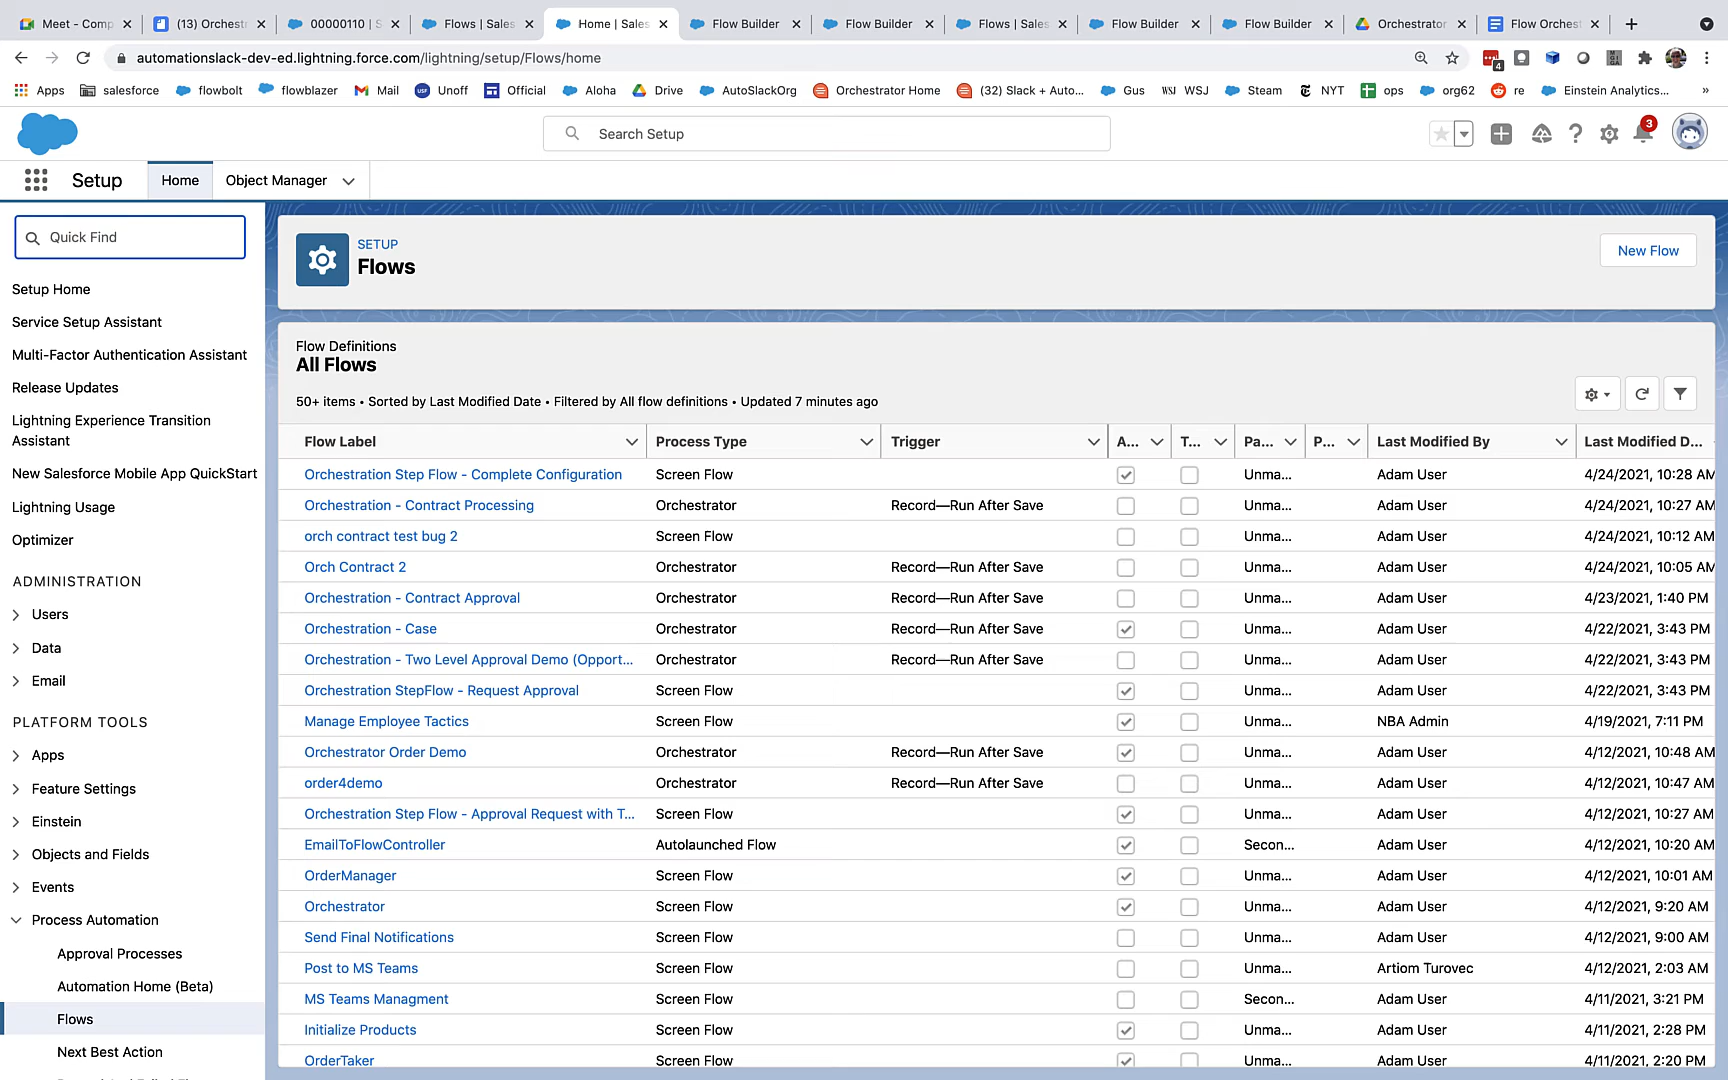 Meet - Comp
(13) Orchestr
00000110 | S
Flows | Sales
Home | Sales
Flow Builder
Flow Builder
Flows | Sales
Flow Builder
Flow Builder
Orchestrator
Flow Orchest
automationslack-dev-ed.lightning.force.com/lightning/setup/Flows/home
4
Apps
salesforce
flowbolt
flowblazer
Mail
Unoff
Official
Aloha
Drive
AutoSlackOrg
Orchestrator Home
(32) Slack + Auto...
Gus
WSJ WSJ
Steam
NYT
ops
org62
re
Einstein Analytics...
»
Search Setup
3
Setup
Home
Object Manager
Quick Find
Setup Home
Service Setup Assistant
Multi-Factor Authentication Assistant
Release Updates
Lightning Experience Transition
Assistant
New Salesforce Mobile App QuickStart
Lightning Usage
Optimizer
ADMINISTRATION
Users
Data
Email
PLATFORM TOOLS
Apps
Feature Settings
Einstein
Objects and Fields
Events
Process Automation
Approval Processes
Automation Home (Beta)
Flows
Next Best Action
SETUP
Flows
New Flow
Flow Definitions
All Flows
50+ items • Sorted by Last Modified Date • Filtered by All flow definitions • Updated 7 minutes ago
Flow Label Process Type Trigger A... T... Pa... P... Last Modified By Last Modified D...
Orchestration Step Flow - Complete Configuration Screen Flow Unma... Adam User 4/24/2021, 10:28 AM
Orchestration - Contract Processing Orchestrator Record—Run After Save Unma... Adam User 4/24/2021, 10:27 AM
orch contract test bug 2 Screen Flow Unma... Adam User 4/24/2021, 10:12 AM
Orch Contract 2 Orchestrator Record—Run After Save Unma... Adam User 4/24/2021, 10:05 AM
Orchestration - Contract Approval Orchestrator Record—Run After Save Unma... Adam User 4/23/2021, 1:40 PM
Orchestration - Case Orchestrator Record—Run After Save Unma... Adam User 4/22/2021, 3:43 PM
Orchestration - Two Level Approval Demo (Opport... Orchestrator Record—Run After Save Unma... Adam User 4/22/2021, 3:43 PM
Orchestration StepFlow - Request Approval Screen Flow Unma... Adam User 4/22/2021, 3:43 PM
Manage Employee Tactics Screen Flow Unma... NBA Admin 4/19/2021, 7:11 PM
Orchestrator Order Demo Orchestrator Record—Run After Save Unma... Adam User 4/12/2021, 10:48 AM
order4demo Orchestrator Record—Run After Save Unma... Adam User 4/12/2021, 10:47 AM
Orchestration Step Flow - Approval Request with T... Screen Flow Unma... Adam User 4/12/2021, 10:27 AM
EmailToFlowController Autolaunched Flow Secon... Adam User 4/12/2021, 10:20 AM
OrderManager Screen Flow Unma... Adam User 4/12/2021, 10:01 AM
Orchestrator Screen Flow Unma... Adam User 4/12/2021, 9:20 AM
Send Final Notifications Screen Flow Unma... Adam User 4/12/2021, 9:00 AM
Post to MS Teams Screen Flow Unma... Artiom Turovec 4/12/2021, 2:03 AM
MS Teams Managment Screen Flow Secon... Adam User 4/11/2021, 3:21 PM
Initialize Products Screen Flow Unma... Adam User 4/11/2021, 2:28 PM
OrderTaker Screen Flow Unma... Adam User 4/11/2021, 2:20 PM